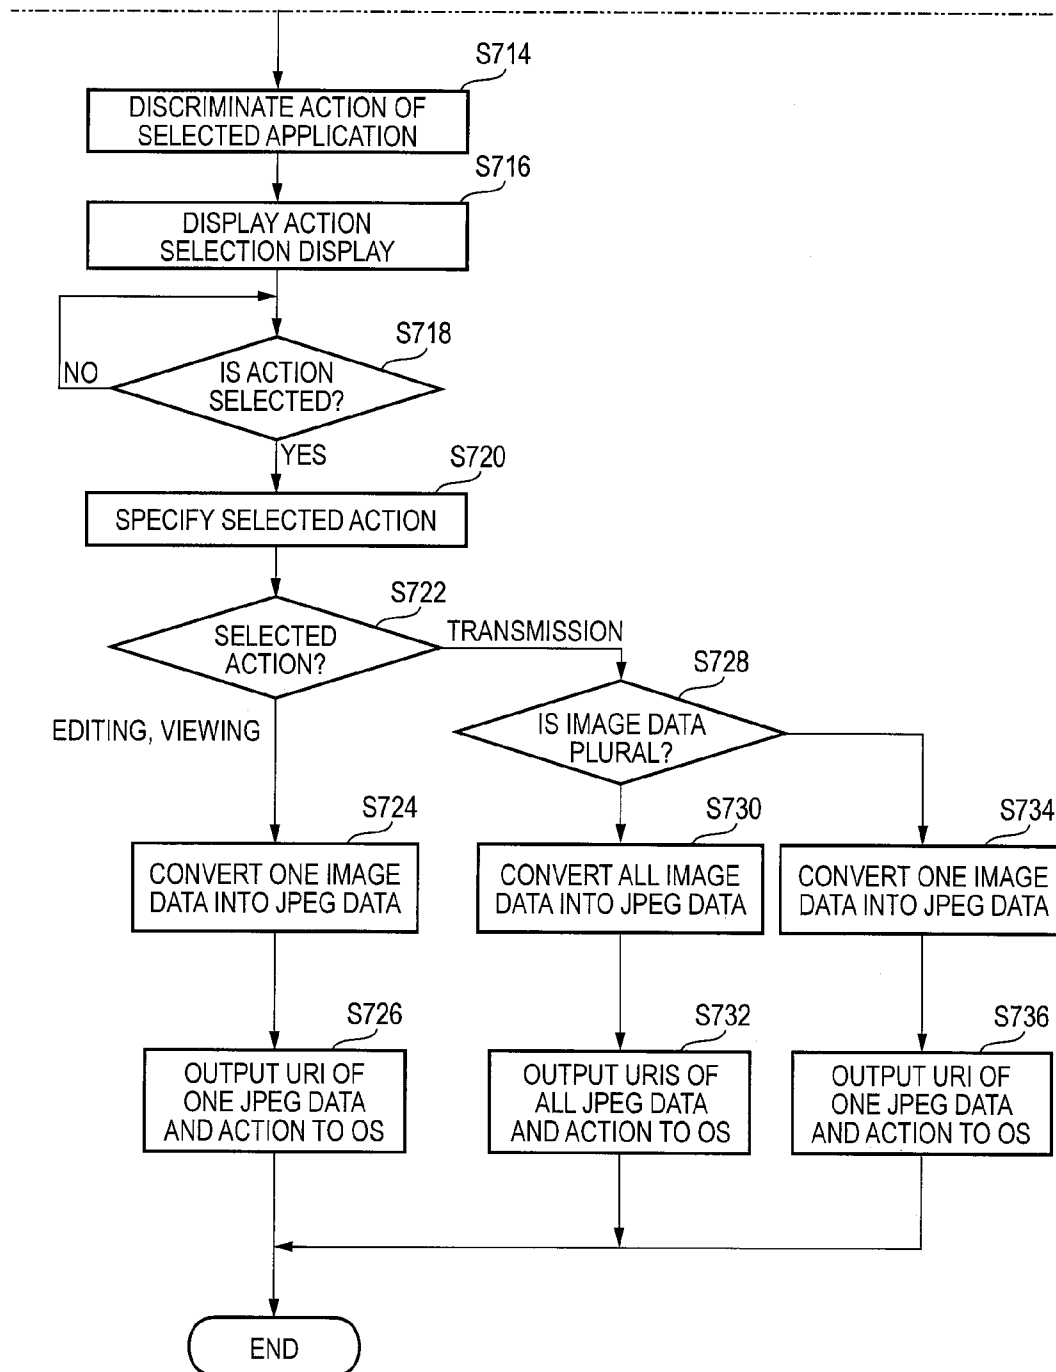 S714
DISCRIMINATE ACTION OF
SELECTED APPLICATION
S716
DISPLAY ACTION
SELECTION DISPLAY
S718
NO
IS ACTION
SELECTED?
YES
S720
SPECIFY SELECTED ACTION
S722
SELECTED
ACTION?
TRANSMISSION
EDITING, VIEWING
S728
IS IMAGE DATA
PLURAL?
S724
CONVERT ONE IMAGE
DATA INTO JPEG DATA
S730
CONVERT ALL IMAGE
DATA INTO JPEG DATA
S734
CONVERT ONE IMAGE
DATA INTO JPEG DATA
S726
OUTPUT URI OF
ONE JPEG DATA
AND ACTION TO OS
S732
OUTPUT URIS OF
ALL JPEG DATA
AND ACTION TO OS
S736
OUTPUT URI OF
ONE JPEG DATA
AND ACTION TO OS
END